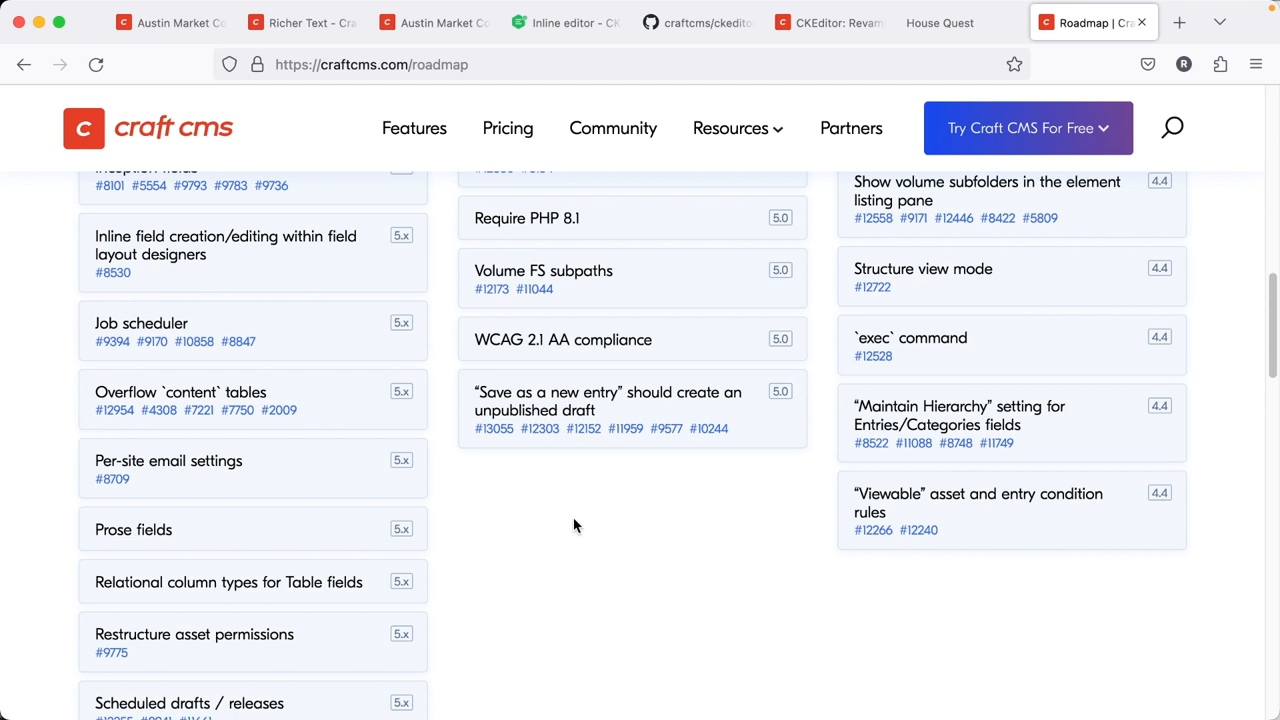 Austin Market Co
Richer Text - Cra
Austin Market Co
Inline editor - CK
craftcms/ckedito
CKEditor: Revam
House Quest
Roadmap | Cra
https://craftcms.com/roadmap
R
c craft cms
Features
Pricing
Community
Resources
Partners
Try Craft CMS For Free
#8101 #5554 #9793 #9783 #9736
Inline field creation/editing within field
layout designers
5.x
#8530
Job scheduler
5.x
#9394 #9170 #10858 #8847
Overflow `content` tables
5.x
#12954 #4308 #7221 #7750 #2009
Per-site email settings
5.x
#8709
Prose fields
5.x
Relational column types for Table fields
5.x
Restructure asset permissions
5.x
#9775
Scheduled drafts / releases
5.x
Require PHP 8.1
5.0
Volume FS subpaths
5.0
#12173 #11044
WCAG 2.1 AA compliance
5.0
“Save as a new entry” should create an
unpublished draft
5.0
#13055 #12303 #12152 #11959 #9577 #10244
Show volume subfolders in the element
listing pane
4.4
#12558 #9171 #12446 #8422 #5809
Structure view mode
4.4
#12722
`exec` command
4.4
#12528
“Maintain Hierarchy” setting for
Entries/Categories fields
4.4
#8522 #11088 #8748 #11749
“Viewable” asset and entry condition
rules
4.4
#12266 #12240